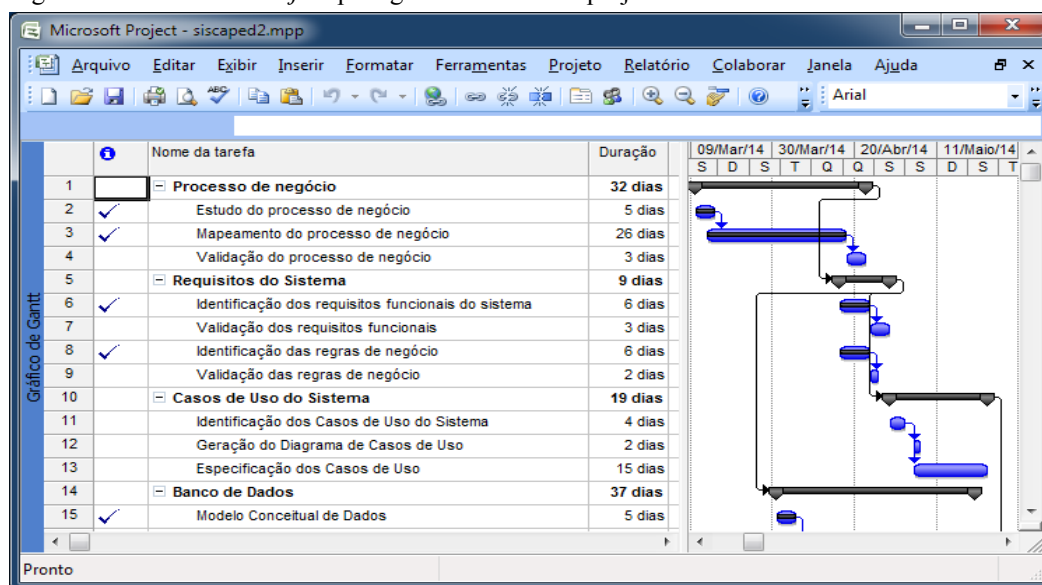 Microsoft Project - siscaped2.mpp
Arquivo Editar Exibir Inserir Formatar Ferramentas Projeto Relatório Colaborar Janela Ajuda
ABC Arial
Nome da tarefa Duração 09/Mar/14 30/Mar/14 20/Abr/14 11/Maio/14
S D S T Q Q S S D S T
1 Processo de negócio 32 dias
2 Estudo do processo de negócio 5 dias
3 Mapeamento do processo de negócio 26 dias
4 Validação do processo de negócio 3 dias
5 Requisitos do Sistema 9 dias
6 Identificação dos requisitos funcionais do sistema 6 dias
7 Validação dos requisitos funcionais 3 dias
8 Identificação das regras de negócio 6 dias
9 Validação das regras de negócio 2 dias
10 Casos de Uso do Sistema 19 dias
11 Identificação dos Casos de Uso do Sistema 4 dias
12 Geração do Diagrama de Casos de Uso 2 dias
13 Especificação dos Casos de Uso 15 dias
14 Banco de Dados 37 dias
15 Modelo Conceitual de Dados 5 dias
Gráfico de Gantt
Pronto